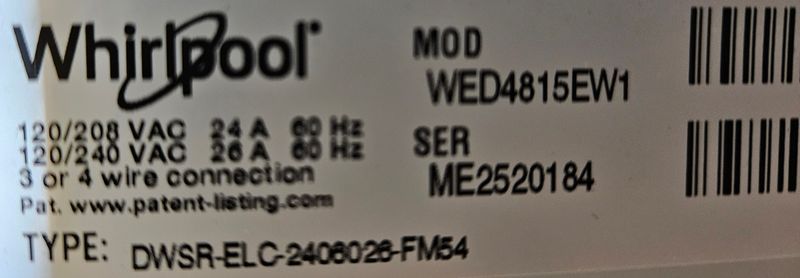 Whirlpool
MOD
WED4815EW1
120/208 VAC 24 A 60 Hz
120/240 VAC 26 A 60 Hz
SER
3 or 4 wire connection
ME2520184
Pat. www.patent-listing.com
TYPE: DWSR-ELC-2406026-FM54